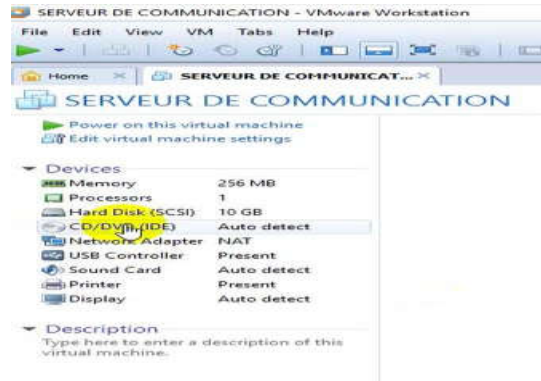 SERVEUR DE COMMUNICATION - VMware Workstation
File Edit View VM Tabs Help
Home SERVEUR DE COMMUNICAT...
SERVEUR DE COMMUNICATION
Power on this virtual machine
Edit virtual machine settings
Devices
Memory 256 MB
Processors 1
Hard Disk (SCSI) 10 GB
CD/DVD (IDE) Auto detect
Network Adapter NAT
USB Controller Present
Sound Card Auto detect
Printer Present
Display Auto detect
Description
Type here to enter a description of this
virtual machine.